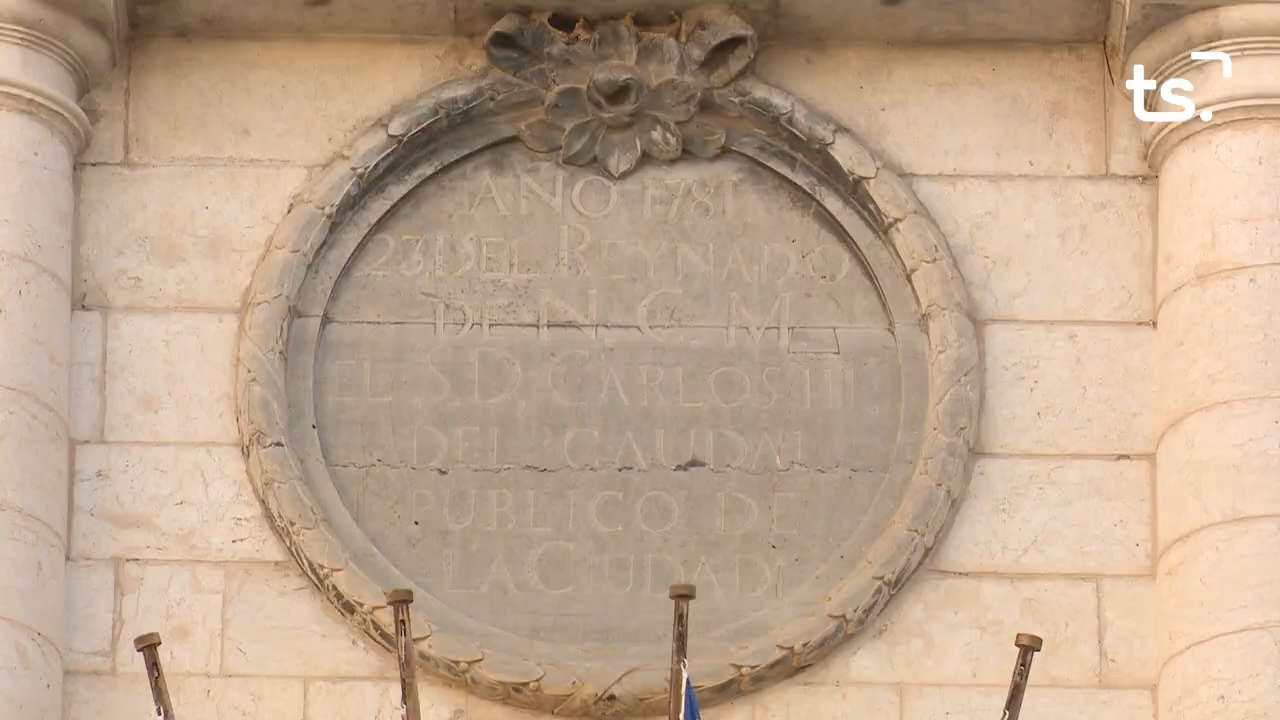 ts.
AÑO 1781.
23 DEL REYNADO
DE N. C. M.
EL S.D. CARLOS III.
DEL CAUDAL
PUBLICO DE
LA CIUDAD